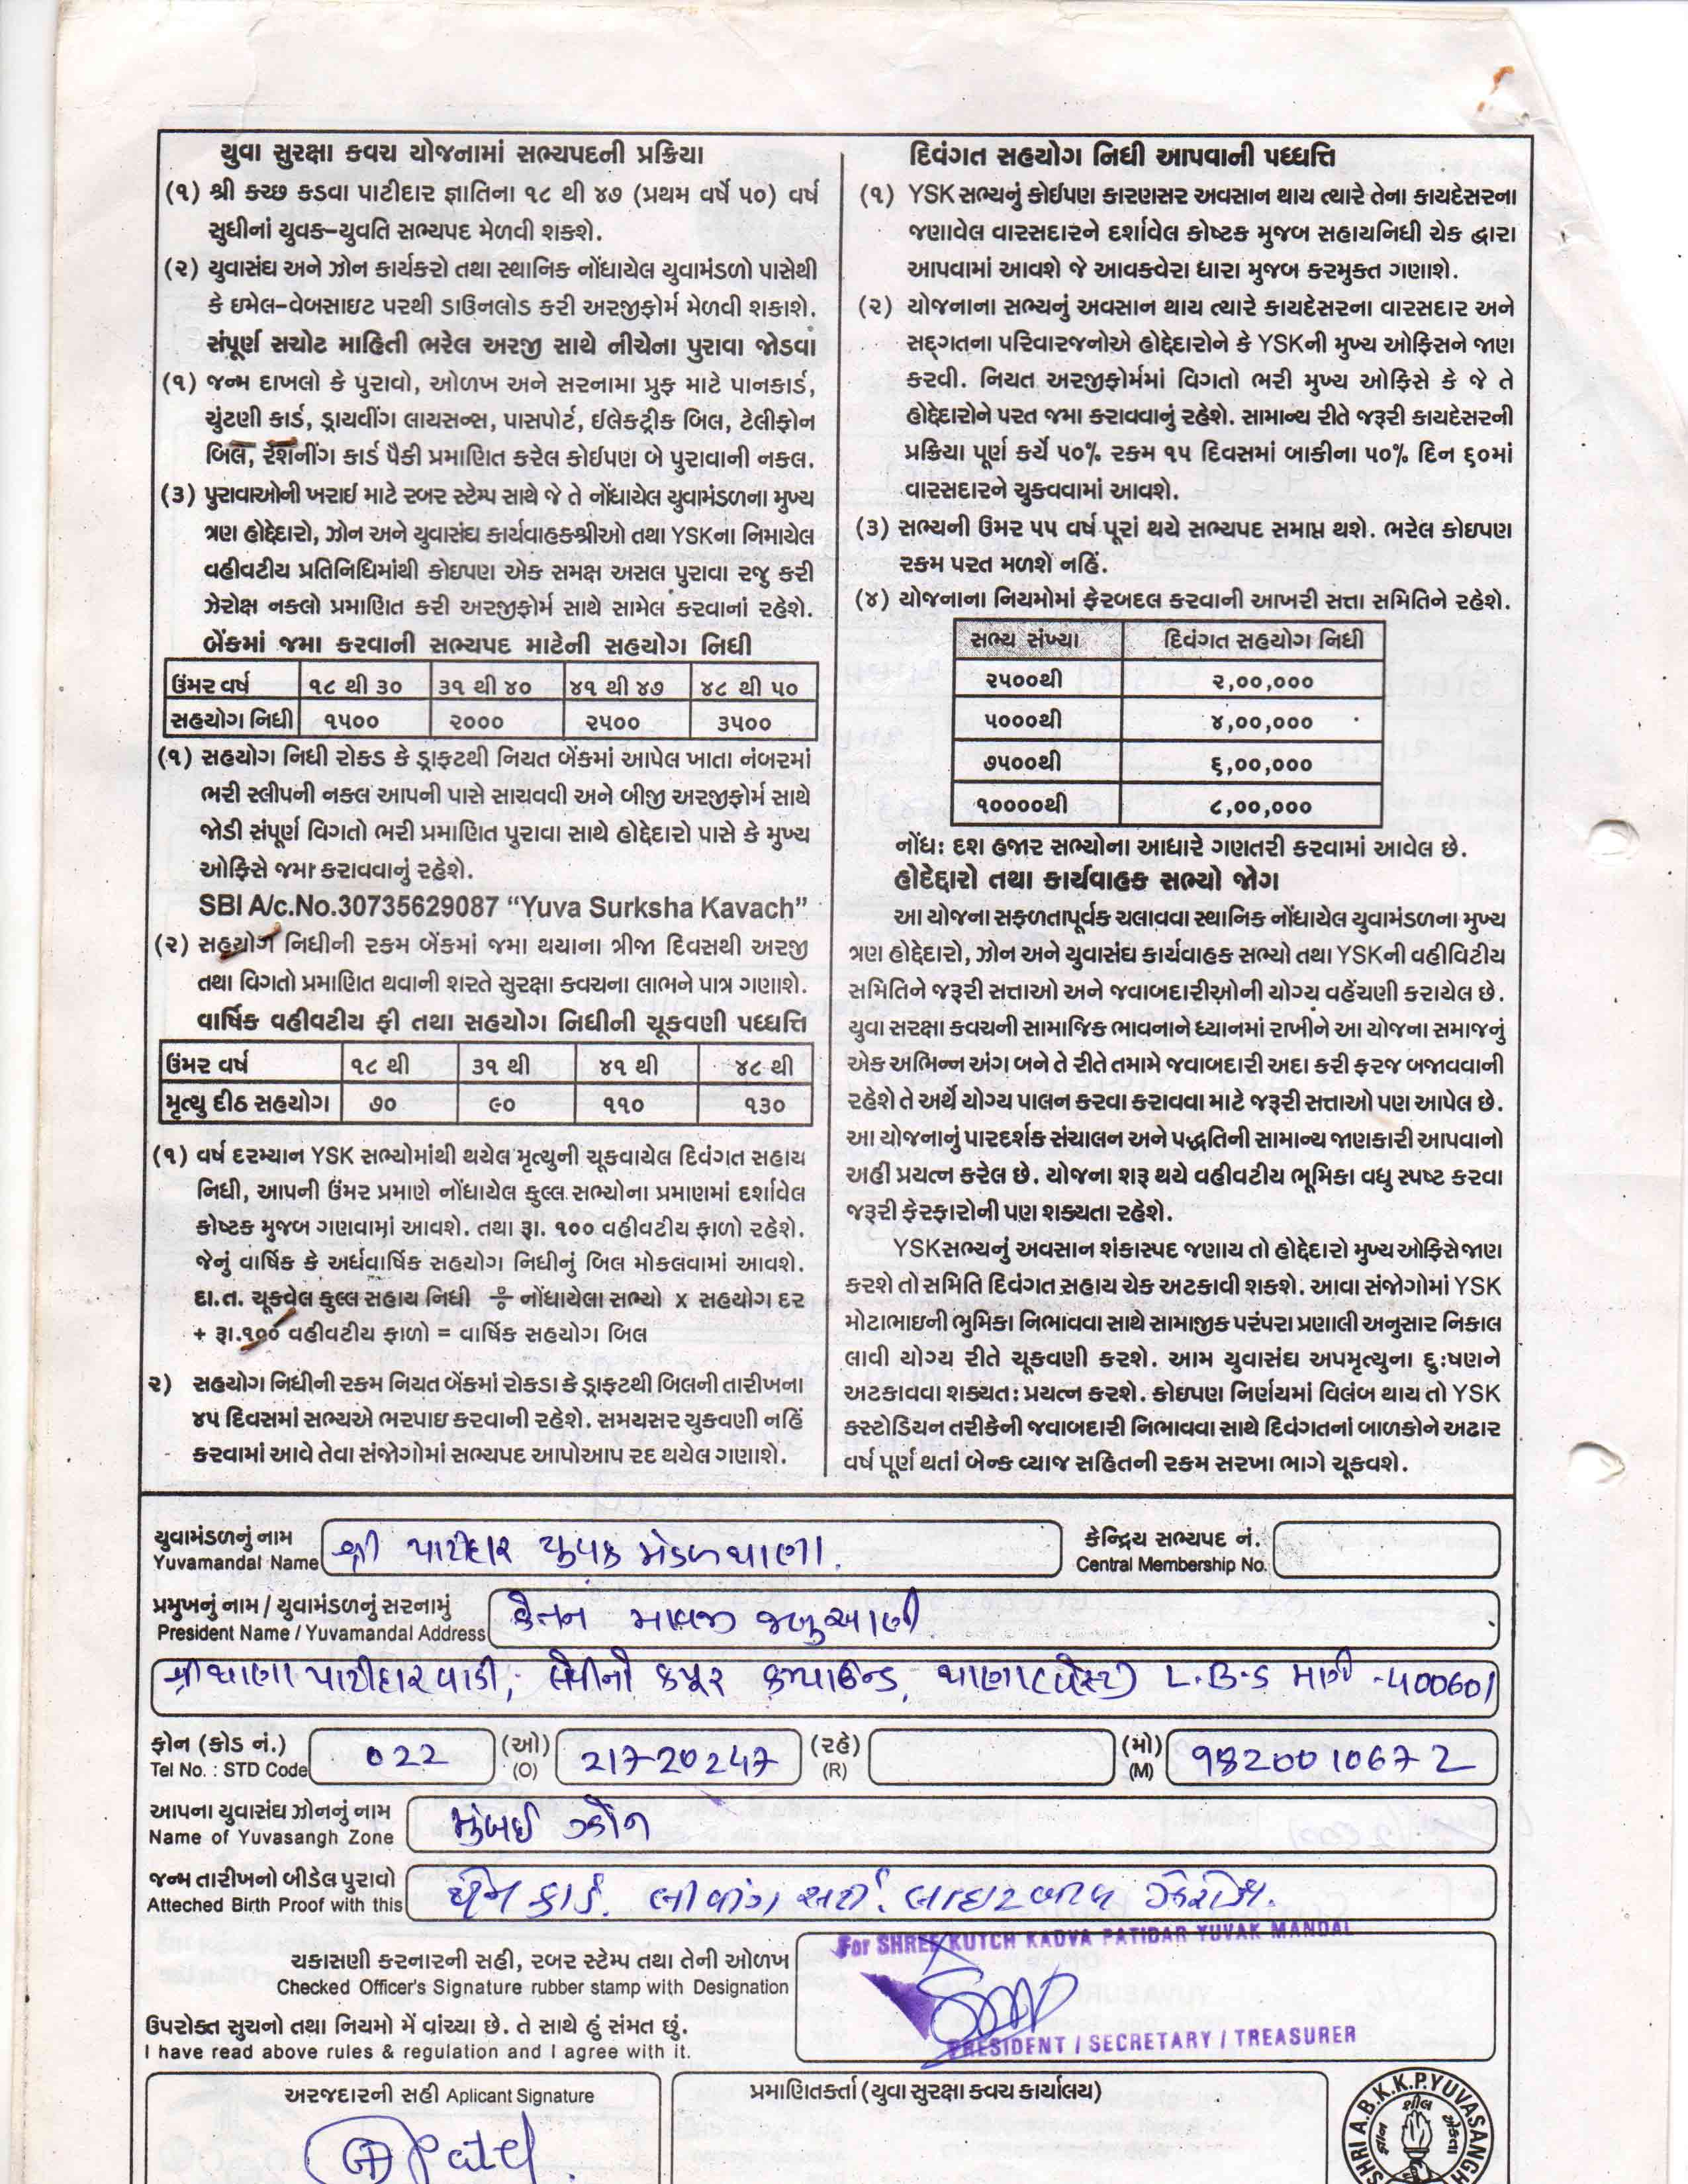 યુવા સુરક્ષા કવચ યોજનામાં સભ્યપદની પ્રક્રિયા
(૧) શ્રી કચ્છ કડવા પાટીદાર જ્ઞાતિના ૧૮ થી ૪૭ (પ્રથમ વર્ષે ૫૦) વર્ષ
સુધીનાં યુવક-યુવતિ સભ્યપદ મેળવી શકશે.
(૨) યુવાસંઘ અને ઝોન કાર્યકરો તથા સ્થાનિક નોંધાયેલ યુવામંડળો પાસેથી
કે ઇમેલ-વેબસાઇટ પરથી ડાઉનલોડ કરી અરજીફોર્મ મેળવી શકાશે.
સંપૂર્ણ સચોટ માહિતી ભરેલ અરજી સાથે નીચેના પુરાવા જોડવા
(૧) જન્મ દાખલો કે પુરાવો, ઓળખ અને સરનામા પ્રુફ માટે પાનકાર્ડ,
ચુંટણી કાર્ડ, ડ્રાયવીંગ લાયસન્સ, પાસપોર્ટ, ઈલેક્ટ્રીક બિલ, ટેલીફોન
બિલ, રેશનીંગ કાર્ડ પૈકી પ્રમાણિત કરેલ કોઈપણ બે પુરાવાની નકલ.
(૩) પુરાવાઓની ખરાઈ માટે રબર સ્ટેમ્પ સાથે જે તે નોંધાયેલ યુવામંડળના મુખ્ય
ત્રણ હોદ્દેદારો, ઝોન અને યુવાસંઘ કાર્યવાહકશ્રીઓ તથા YSKના નિમાયેલ
વહીવટીય પ્રતિનિધિમાંથી કોઇપણ એક સમક્ષ અસલ પુરાવા રજુ કરી
ઝેરોક્ષ નકલો પ્રમાણિત કરી અરજીફોર્મ સાથે સામેલ કરવાનાં રહેશે.
બેંકમાં જમા કરવાની સભ્યપદ માટેની સહયોગ નિધી
ઉંમર વર્ષ ૧૮ થી ૩૦ ૩૧ થી ૪૦ ૪૧ થી ૪૭ ૪૮ થી ૫૦
સહયોગ નિધી ૧૫૦૦ ૨૦૦૦ ૨૫૦૦ ૩૫૦૦
(૧) સહયોગ નિધી રોકડ કે ડ્રાફ્ટથી નિયત બેંકમાં આપેલ ખાતા નંબરમાં
ભરી સ્લીપની નકલ આપની પાસે સાચવવી અને બીજી અરજીફોર્મ સાથે
જોડી સંપૂર્ણ વિગતો ભરી પ્રમાણિત પુરાવા સાથે હોદ્દેદારો પાસે કે મુખ્ય
ઓફિસે જમા કરાવવાનું રહેશે.
SBI A/c.No.30735629087 “Yuva Surksha Kavach”
(૨) સહયોગ નિધીની રકમ બેંકમાં જમા થયાના ત્રીજા દિવસથી અરજી
તથા વિગતો પ્રમાણિત થવાની શરતે સુરક્ષા કવચના લાભને પાત્ર ગણાશે.
વાર્ષિક વહીવટીય ફી તથા સહયોગ નિધીની ચૂકવણી પધ્ધત્તિ
ઉંમર વર્ષ ૧૮ થી ૩૧ થી ૪૧ થી ૪૮ થી
મૃત્યુ દીઠ સહયોગ ૭૦ ૯૦ ૧૧૦ ૧૩૦
(૧) વર્ષ દરમ્યાન YSK સભ્યોમાંથી થયેલ મૃત્યુની ચૂકવાયેલ દિવંગત સહાય
નિધી, આપની ઉંમર પ્રમાણે નોંધાયેલ કુલ્લ સભ્યોના પ્રમાણમાં દર્શાવેલ
કોષ્ટક મુજબ ગણવામાં આવશે. તથા રૂા. ૧૦૦ વહીવટીય ફાળો રહેશે.
જેનું વાર્ષિક કે અર્ધવાર્ષિક સહયોગ નિધીનું બિલ મોકલવામાં આવશે.
દા.ત. ચૂકવેલ કુલ્લ સહાય નિધી ÷ નોંધાયેલા સભ્યો x સહયોગ દર
+ રૂા.૧૦૦ વહીવટીય ફાળો = વાર્ષિક સહયોગ બિલ
૨) સહયોગ નિધીની રકમ નિયત બેંકમાં રોકડા કે ડ્રાફ્ટથી બિલની તારીખના
૪૫ દિવસમાં સભ્યએ ભરપાઇ કરવાની રહેશે. સમયસર ચુકવણી નહિં
કરવામાં આવે તેવા સંજોગોમાં સભ્યપદ આપોઆપ રદ થયેલ ગણાશે.
દિવંગત સહયોગ નિધી આપવાની પધ્ધત્તિ
(૧) YSK સભ્યનું કોઈપણ કારણસર અવસાન થાય ત્યારે તેના કાયદેસરના
જણાવેલ વારસદારને દર્શાવેલ કોષ્ટક મુજબ સહાયનિધી ચેક દ્વારા
આપવામાં આવશે જે આવકવેરા ધારા મુજબ કરમુક્ત ગણાશે.
(૨) યોજનાના સભ્યનું અવસાન થાય ત્યારે કાયદેસરના વારસદાર અને
સદ્ગતના પરિવારજનોએ હોદ્દેદારોને કે YSKની મુખ્ય ઓફિસને જાણ
કરવી. નિયત અરજીફોર્મમાં વિગતો ભરી મુખ્ય ઓફિસે કે જે તે
હોદ્દેદારોને પરત જમા કરાવવાનું રહેશે. સામાન્ય રીતે જરૂરી કાયદેસરની
પ્રક્રિયા પૂર્ણ કર્યે ૫૦% રકમ ૧૫ દિવસમાં બાકીના ૫૦% દિન ૬૦માં
વારસદારને ચુકવવામાં આવશે.
(૩) સભ્યની ઉંમર ૫૫ વર્ષ પૂરાં થયે સભ્યપદ સમાપ્ત થશે. ભરેલ કોઇપણ
રકમ પરત મળશે નહિં.
(૪) યોજનાના નિયમોમાં ફેરબદલ કરવાની આખરી સત્તા સમિતિને રહેશે.
સભ્ય સંખ્યા દિવંગત સહયોગ નિધી
૨૫૦૦થી ૨,૦૦,૦૦૦
૫૦૦૦થી ૪,૦૦,૦૦૦
૭૫૦૦થી ૬,૦૦,૦૦૦
૧૦૦૦૦થી ૮,૦૦,૦૦૦
નોંધ: દશ હજાર સભ્યોના આધારે ગણતરી કરવામાં આવેલ છે.
હોદેદ્દારો તથા કાર્યવાહક સભ્યો જોગ
આ યોજના સફળતાપૂર્વક ચલાવવા સ્થાનિક નોંધાયેલ યુવામંડળના મુખ્ય
ત્રણ હોદ્દેદારો, ઝોન અને યુવાસંઘ કાર્યવાહક સભ્યો તથા YSKની વહીવિટીય
સમિતિને જરૂરી સત્તાઓ અને જવાબદારીઓની યોગ્ય વહેંચણી કરાયેલ છે.
યુવા સરક્ષા કવચની સામાજિક ભાવનાને ધ્યાનમાં રાખીને આ યોજના સમાજનું
એક અભિન્ન અંગ બને તે રીતે તમામે જવાબદારી અદા કરી ફરજ બજાવવાની
રહેશે તે અર્થે યોગ્ય પાલન કરવા કરાવવા માટે જરૂરી સત્તાઓ પણ આપેલ છે.
આ યોજનાનું પારદર્શક સંચાલન અને પદ્ધતિની સામાન્ય જાણકારી આપવાનો
અહીં પ્રયત્ન કરેલ છે. યોજના શરૂ થયે વહીવટીય ભૂમિકા વધુ સ્પષ્ટ કરવા
જરૂરી ફેરફારોની પણ શક્યતા રહેશે.
YSK સભ્યનું અવસાન શંકાસ્પદ જણાય તો હોદ્દેદારો મુખ્ય ઓફિસે જાણ
કરશે તો સમિતિ દિવંગત સહાય ચેક અટકાવી શકશે. આવા સંજોગોમાં YSK
મોટાભાઇની ભુમિકા નિભાવવા સાથે સામાજીક પરંપરા પ્રણાલી અનુસાર નિકાલ
લાવી યોગ્ય રીતે ચૂકવણી કરશે. આમ યુવાસંઘ અપમૃત્યુના દુઃષણને
અટકાવવા શક્યતઃ પ્રયત્ન કરશે. કોઇપણ નિર્ણયમાં વિલંબ થાય તો YSK
કસ્ટોડિયન તરીકેની જવાબદારી નિભાવવા સાથે દિવંગતનાં બાળકોને અઢાર
વર્ષ પૂર્ણ થતાં બેન્ક વ્યાજ સહિતની રકમ સરખા ભાગે ચૂકવશે.
યુવામંડળનું નામ શ્રી પાટીદાર યુવક મંડળ થાણા. કેન્દ્રિય સભ્યપદ નં.
Yuvamandal Name Central Membership No.
પ્રમુખનું નામ / યુવામંડળનું સરનામું કેતન માવજી જબુઆણી
President Name / Yuvamandal Address
શ્રી થાણા પાટીદાર વાડી, કપૂર કમ્પાઉન્ડ, થાણા (વેસ્ટ) L.B.S માર્ગ -400601
ફોન (કોડ નં.) 022 (ઓ) 21720247 (રહે) (મો) 9820010672
Tel No. : STD Code (O) (R) (M)
આપના યુવાસંઘ ઝોનનું નામ મુંબઈ ઝોન
Name of Yuvasangh Zone
જન્મ તારીખનો બીડેલ પુરાવો પેન કાર્ડ. લીવીંગ સર્ટી. લાઇટબીલ ઝેરોક્ષ.
Atteched Birth Proof with this
For SHREE KUTCH KADVA PATIDAR YUVAK MANDAL
ચકાસણી કરનારની સહી, રબર સ્ટેમ્પ તથા તેની ઓળખ
Checked Officer's Signature rubber stamp with Designation
ઉપરોક્ત સુચનો તથા નિયમો મેં વાંચ્યા છે. તે સાથે હું સંમત છું.
PRESIDENT / SECRETARY / TREASURER
I have read above rules & regulation and I agree with it.
અરજદારની સહી Aplicant Signature પ્રમાણિતકર્તા (યુવા સુરક્ષા કવચ કાર્યાલય)
Patel
SHRI A.B.K.K.P.YUVASANGH